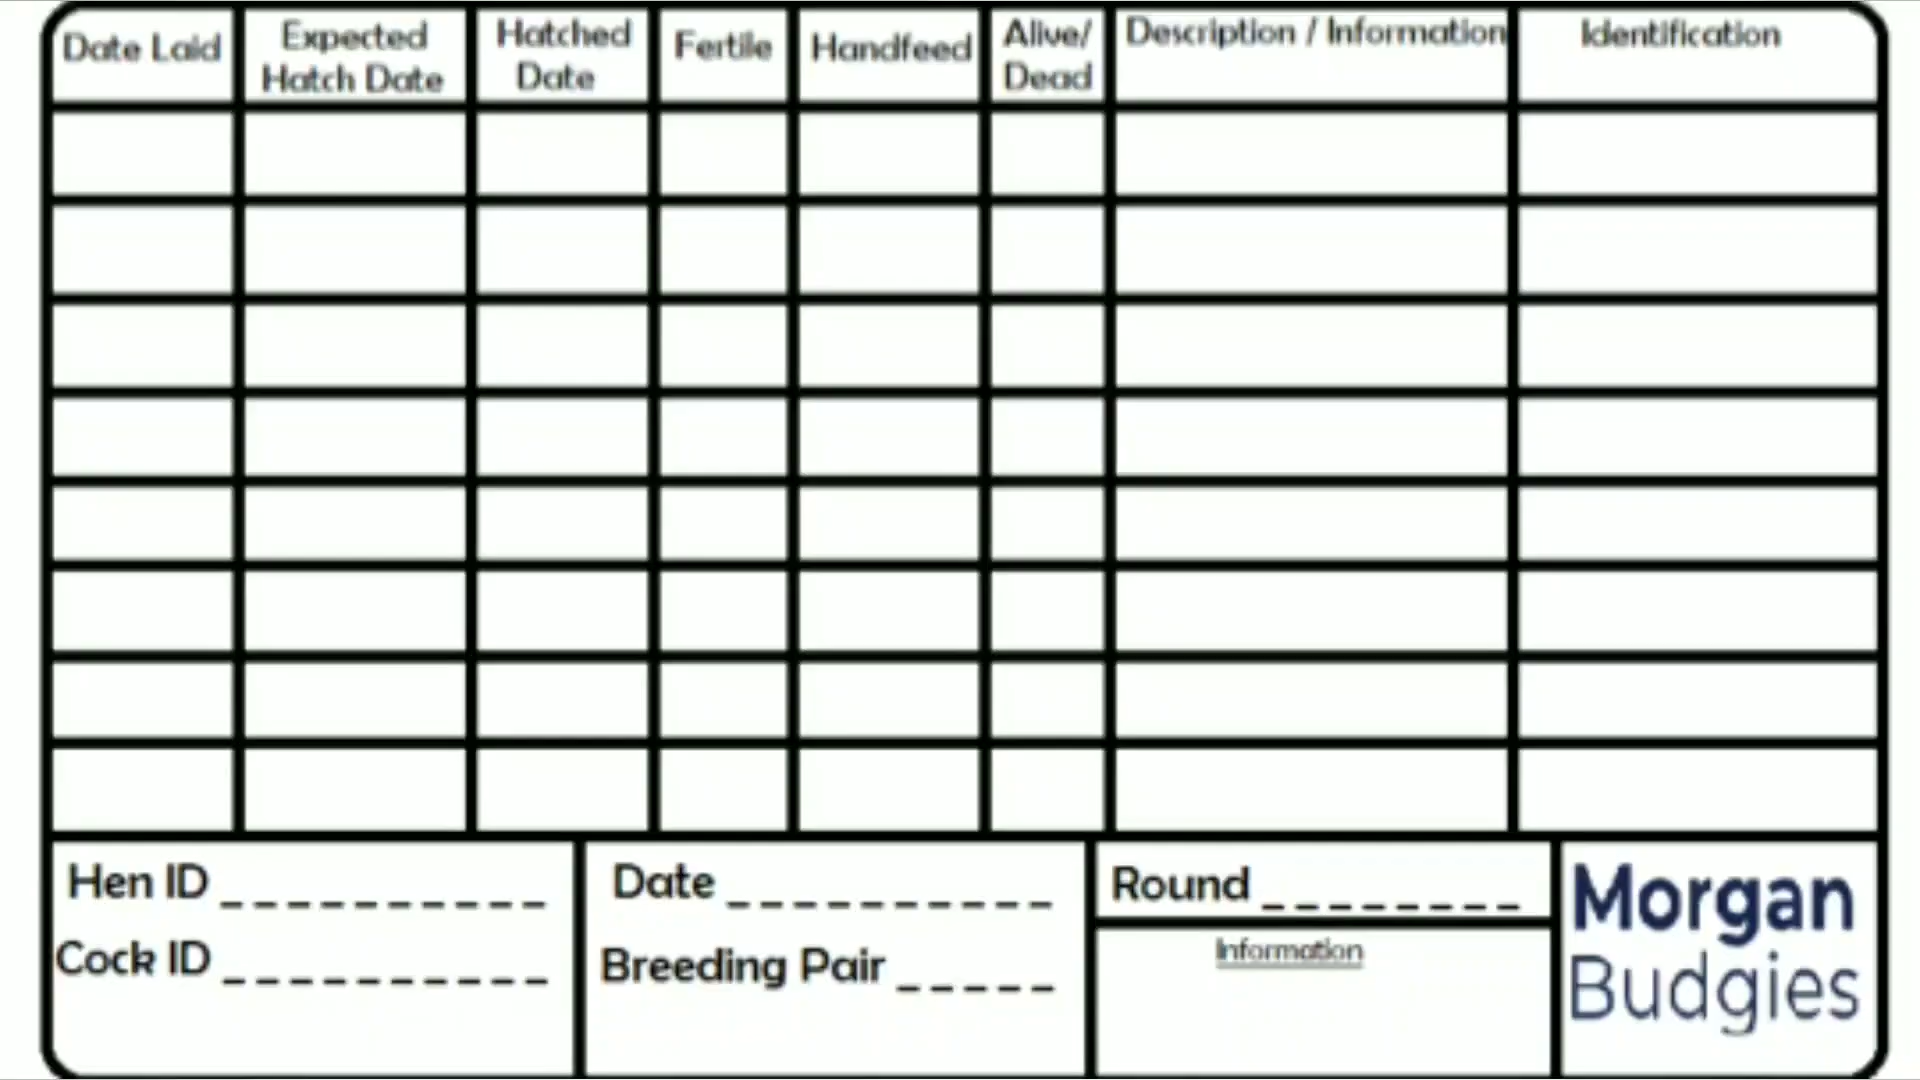 Date Laid
Expected
Hatch Date
Hatched
Date
Fertile
Handfeed
Alive/
Dead
Description / Information
Identification
Hen ID _ _ _ _ _ _ _ _ _ _
Cock ID _ _ _ _ _ _ _ _ _ _
Date _ _ _ _ _ _ _ _ _ _
Breeding Pair _ _ _ _ _
Round _ _ _ _ _ _ _ _
Information
Morgan
Budgies